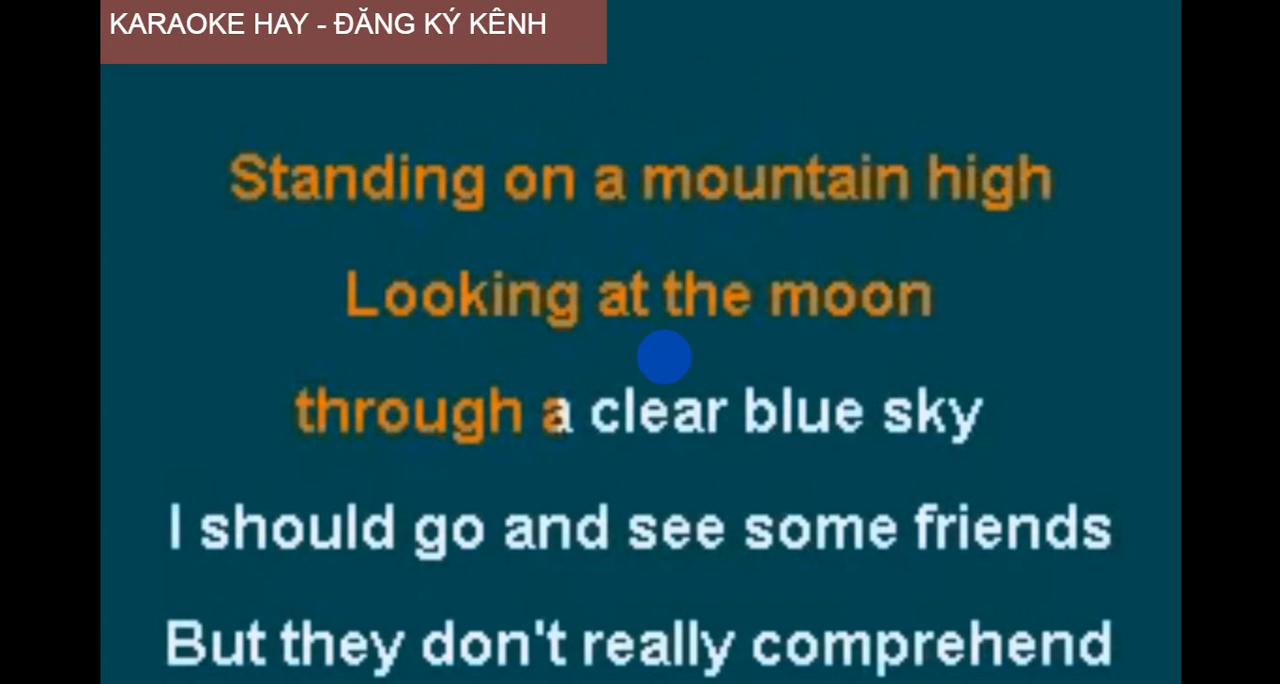 KARAOKE HAY - ĐĂNG KÝ KÊNH
Standing on a mountain high
Looking at the moon
through a clear blue sky
I should go and see some friends
But they don't really comprehend